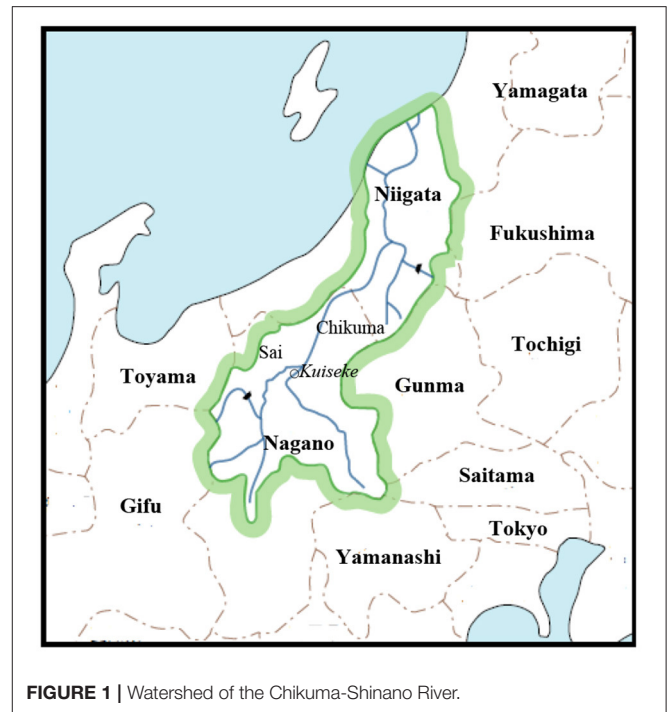 Yamagata
Niigata
Fukushima
Chikuma
Tochigi
Sai
Kuiseke
Toyama
Gunma
Nagano
Saitama
Gifu
Tokyo
Yamanashi
FIGURE 1 | Watershed of the Chikuma-Shinano River.